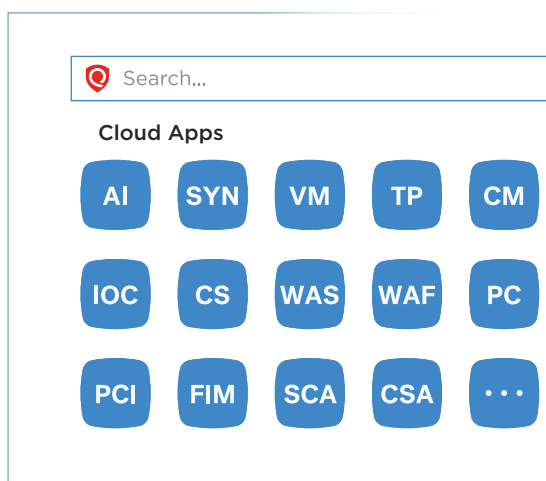 Search...
Cloud Apps
AI SYN VM TP CM
IOC CS WAS WAF PC
PCI FIM SCA CSA ...